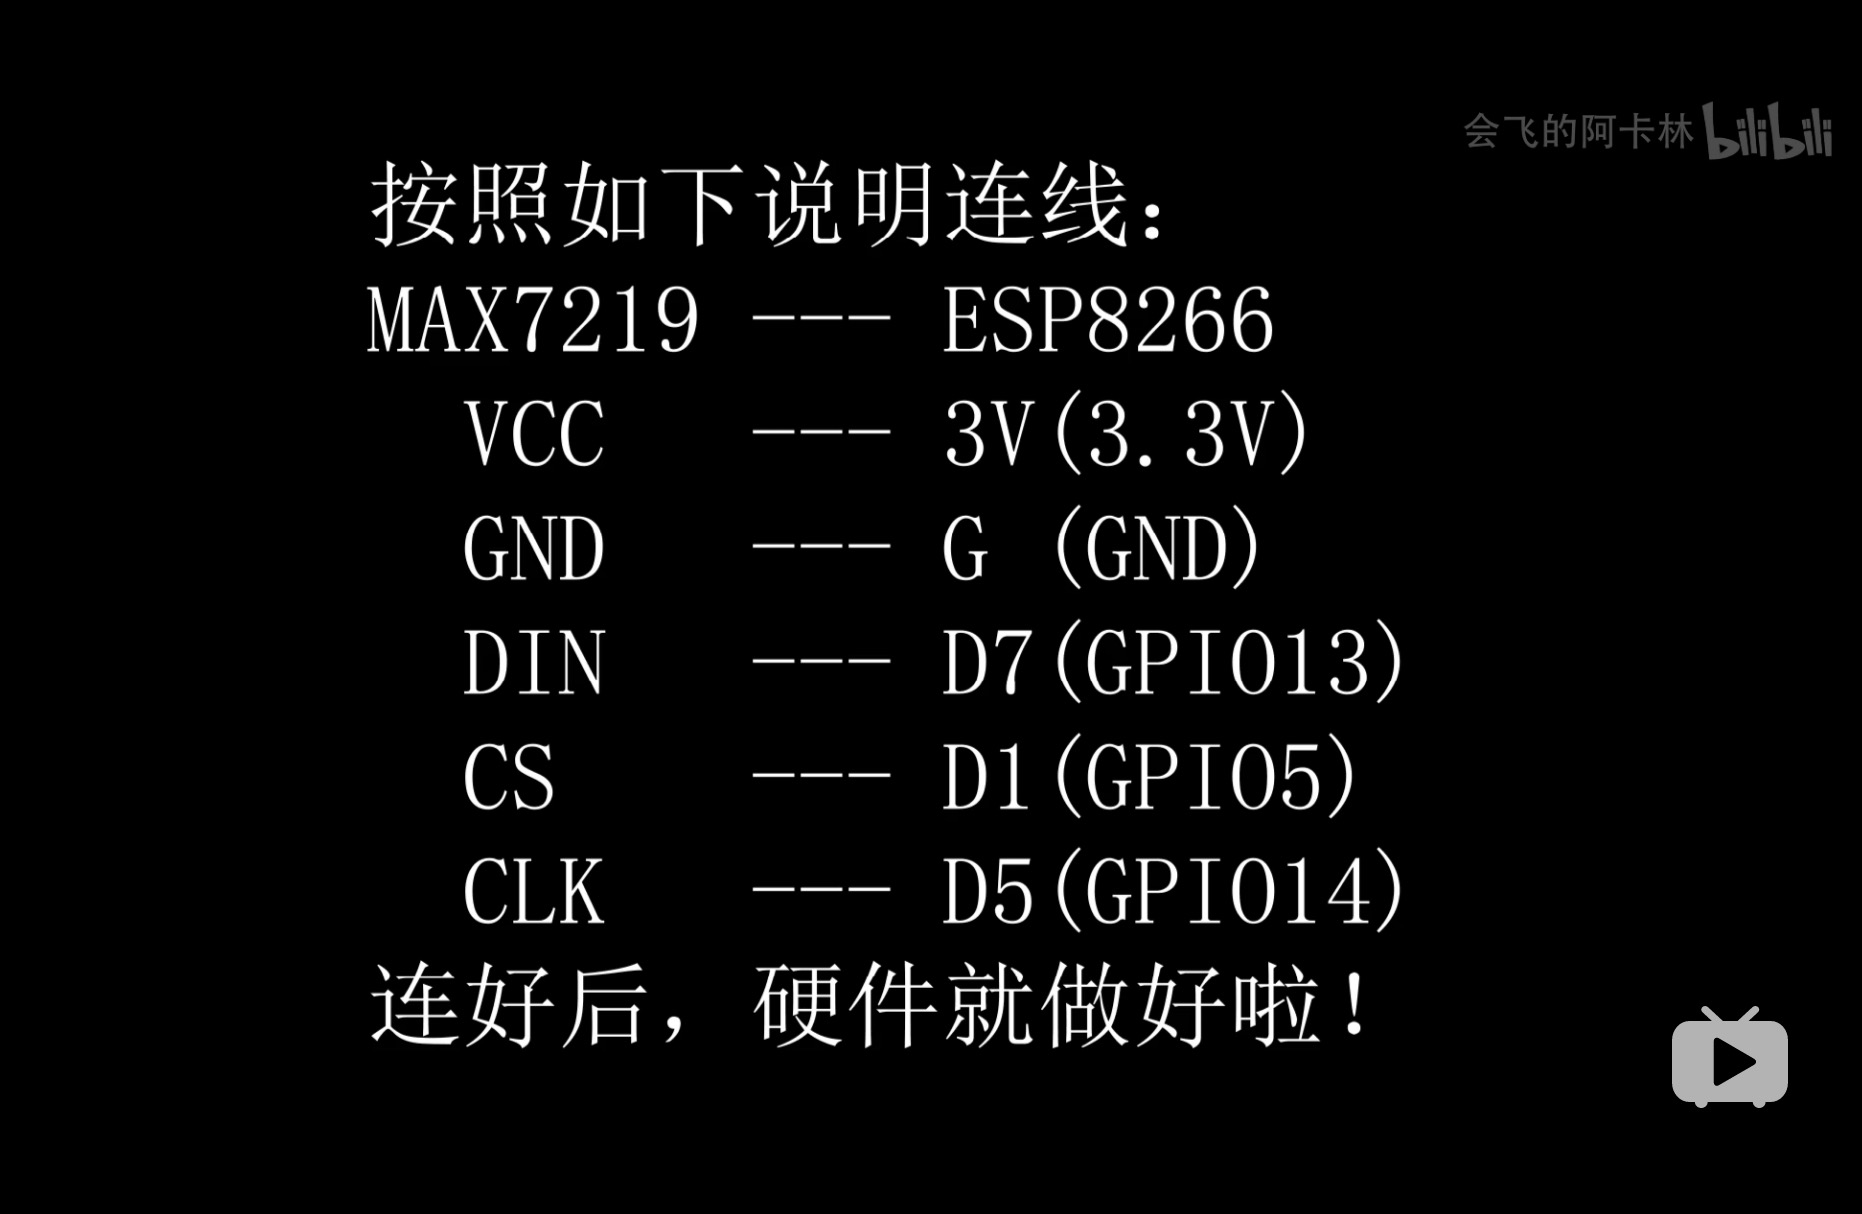 会飞的阿卡林 bilibili
按照如下说明连线：
MAX7219 --- ESP8266
VCC --- 3V(3.3V)
GND --- G (GND)
DIN --- D7(GPIO13)
CS --- D1(GPIO5)
CLK --- D5(GPIO14)
连好后，硬件就做好啦！